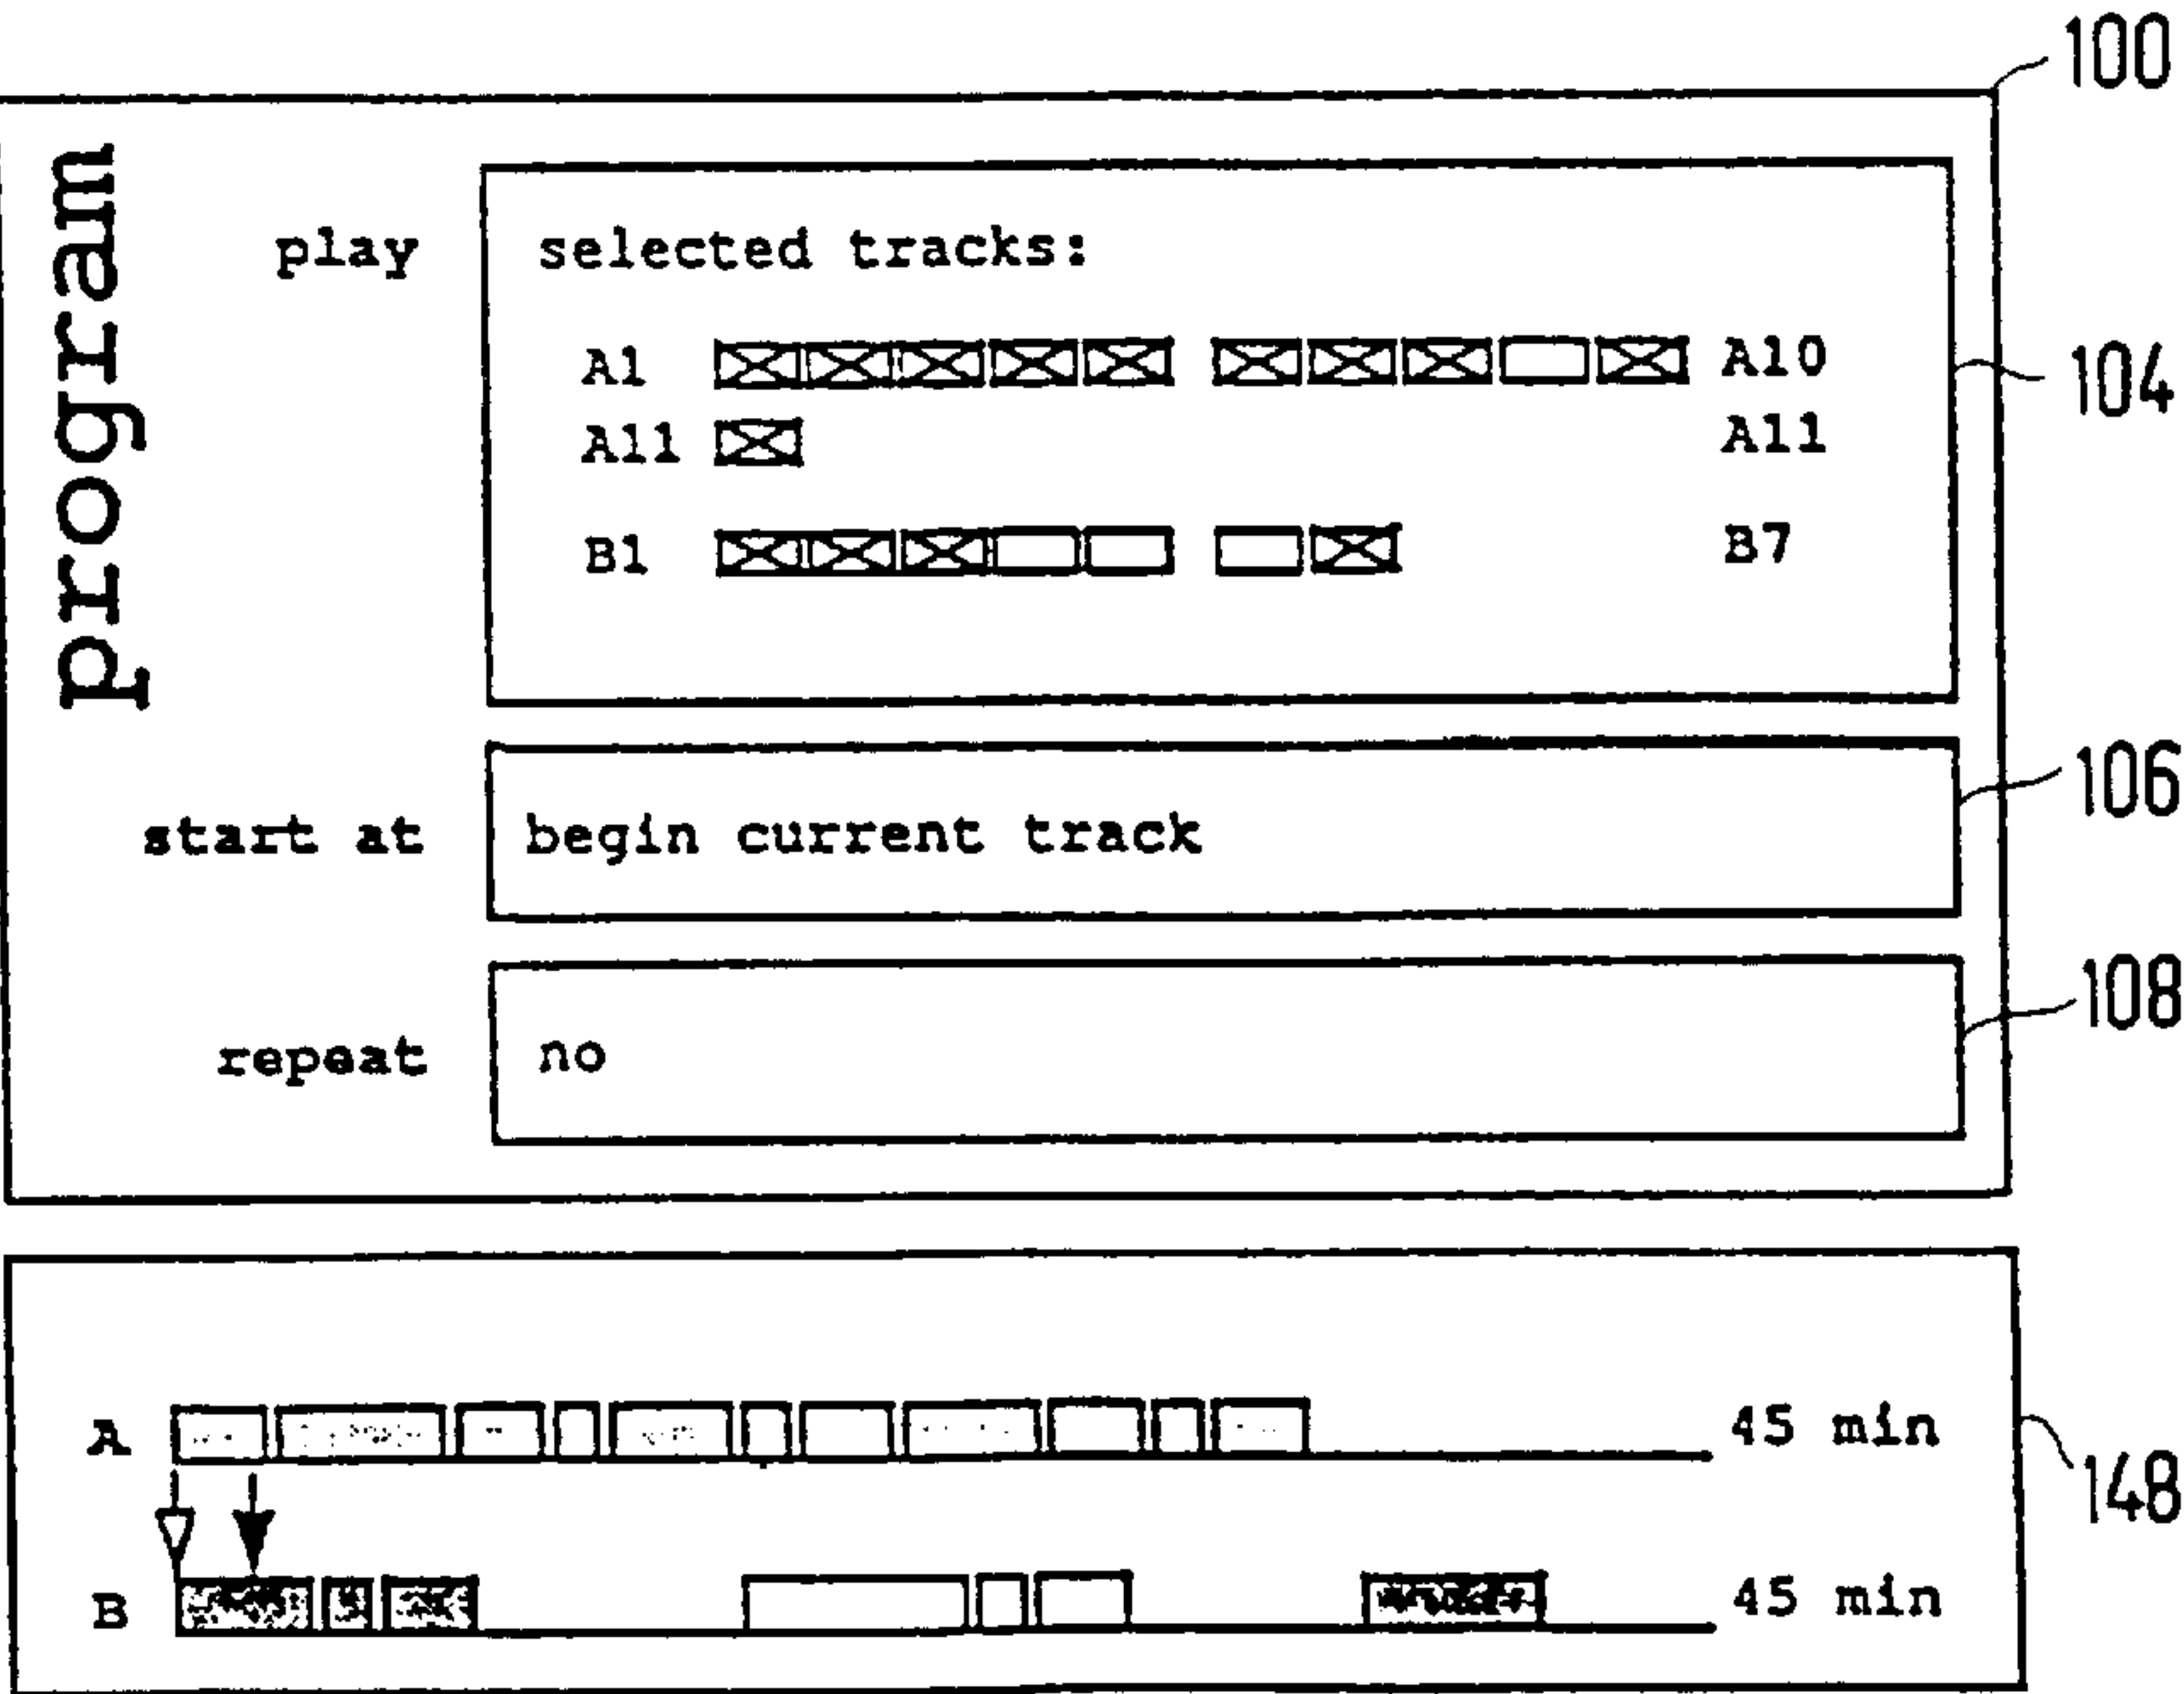 100
program
play selected tracks:
A1 A10
104
A11 A11
B1 B7
106
start at begin current track
108
repeat no
A 45 min
148
B 45 min